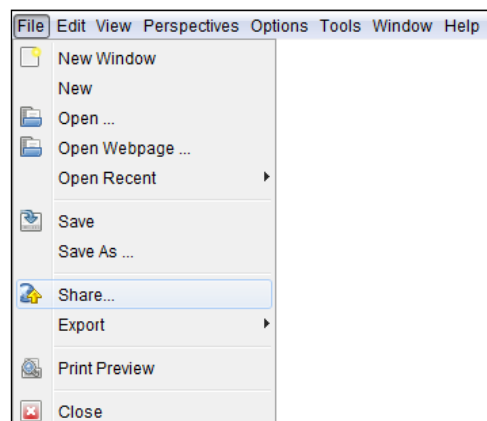 File Edit View Perspectives Options Tools Window Help
New Window
New
Open ...
Open Webpage ...
Open Recent
Save
Save As ...
Share...
Export
Print Preview
Close